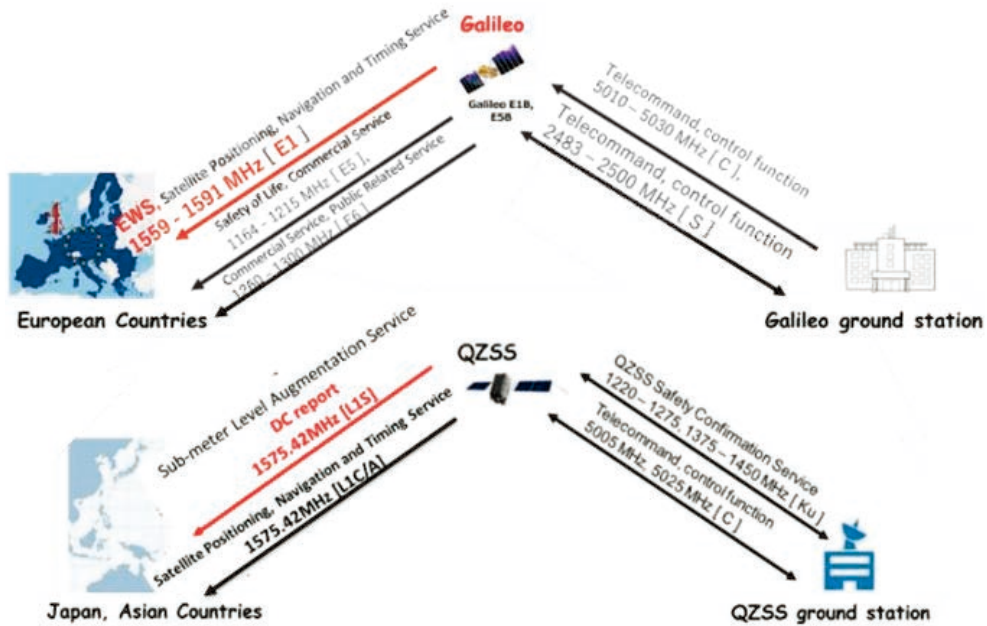 Galileo
Galileo E1B,
E5B
EWS, Satellite Positioning, Navigation and Timing Service
1559 - 1591 MHz [ E1 ]
Safety of Life, Commercial Service
1164 - 1215 MHz [ E5 ],
Commercial Service, Public Related Service
1260 - 1300 MHz [ E6 ]
Telecommand, control function
5010 - 5030 MHz [ C ],
Telecommand, control function
2483 - 2500 MHz [ S ]
European Countries
Galileo ground station
QZSS
Sub-meter Level Augmentation Service
DC report
1575.42MHz [L1S]
Satellite Positioning, Navigation and Timing Service
1575.42MHz [L1C/A]
QZSS Safety Confirmation Service
1220 – 1275, 1375 – 1450 MHz [ Ku ]
Telecommand, control function
5005 MHz, 5025 MHz [ C ]
Japan, Asian Countries
QZSS ground station